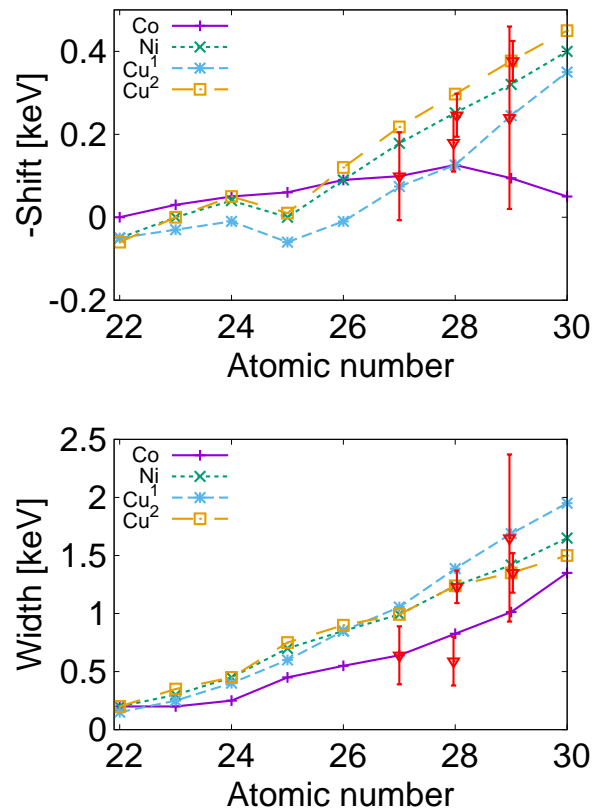 0.4
0.2
0
-0.2
-Shift [keV]
Co
Ni
Cu1
Cu2
22 24 26 28 30
Atomic number
2.5
2
1.5
1
0.5
0
Width [keV]
Co
Ni
Cu1
Cu2
22 24 26 28 30
Atomic number